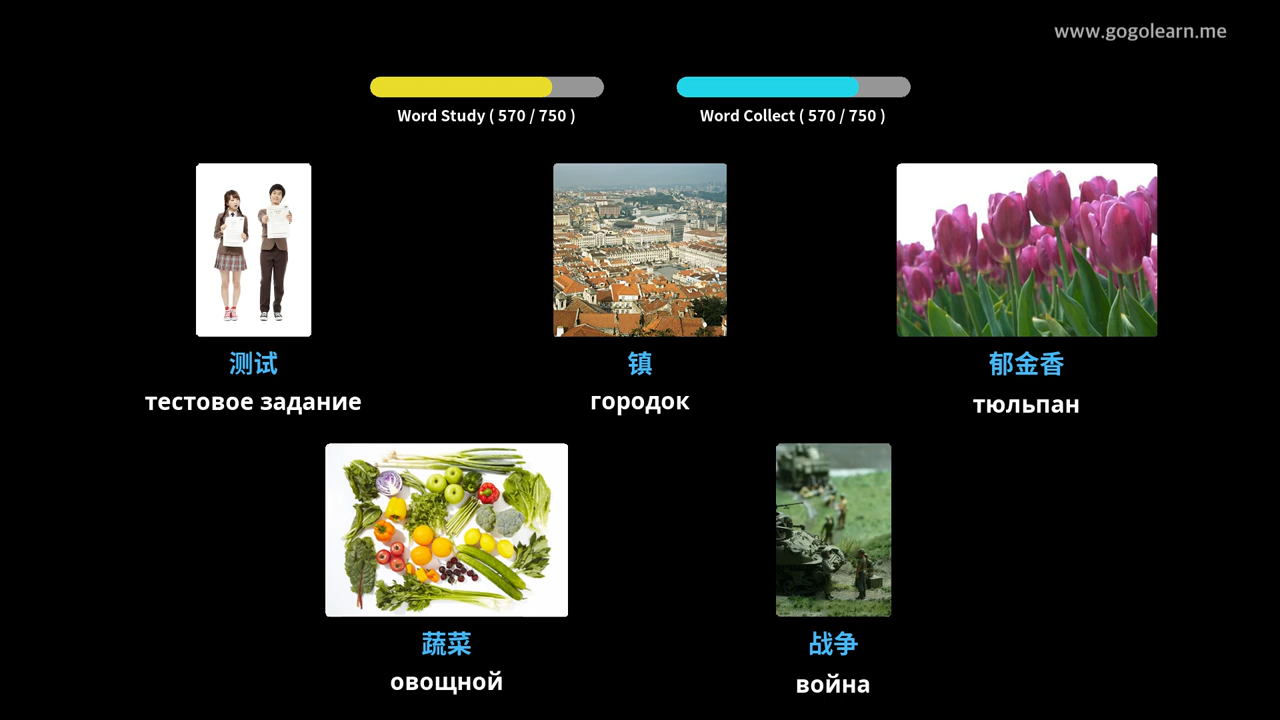 www.gogolearn.me
Word Study ( 570 / 750 )
Word Collect ( 570 / 750 )
测试
тестовое задание
镇
городок
郁金香
тюльпан
蔬菜
овощной
战争
война